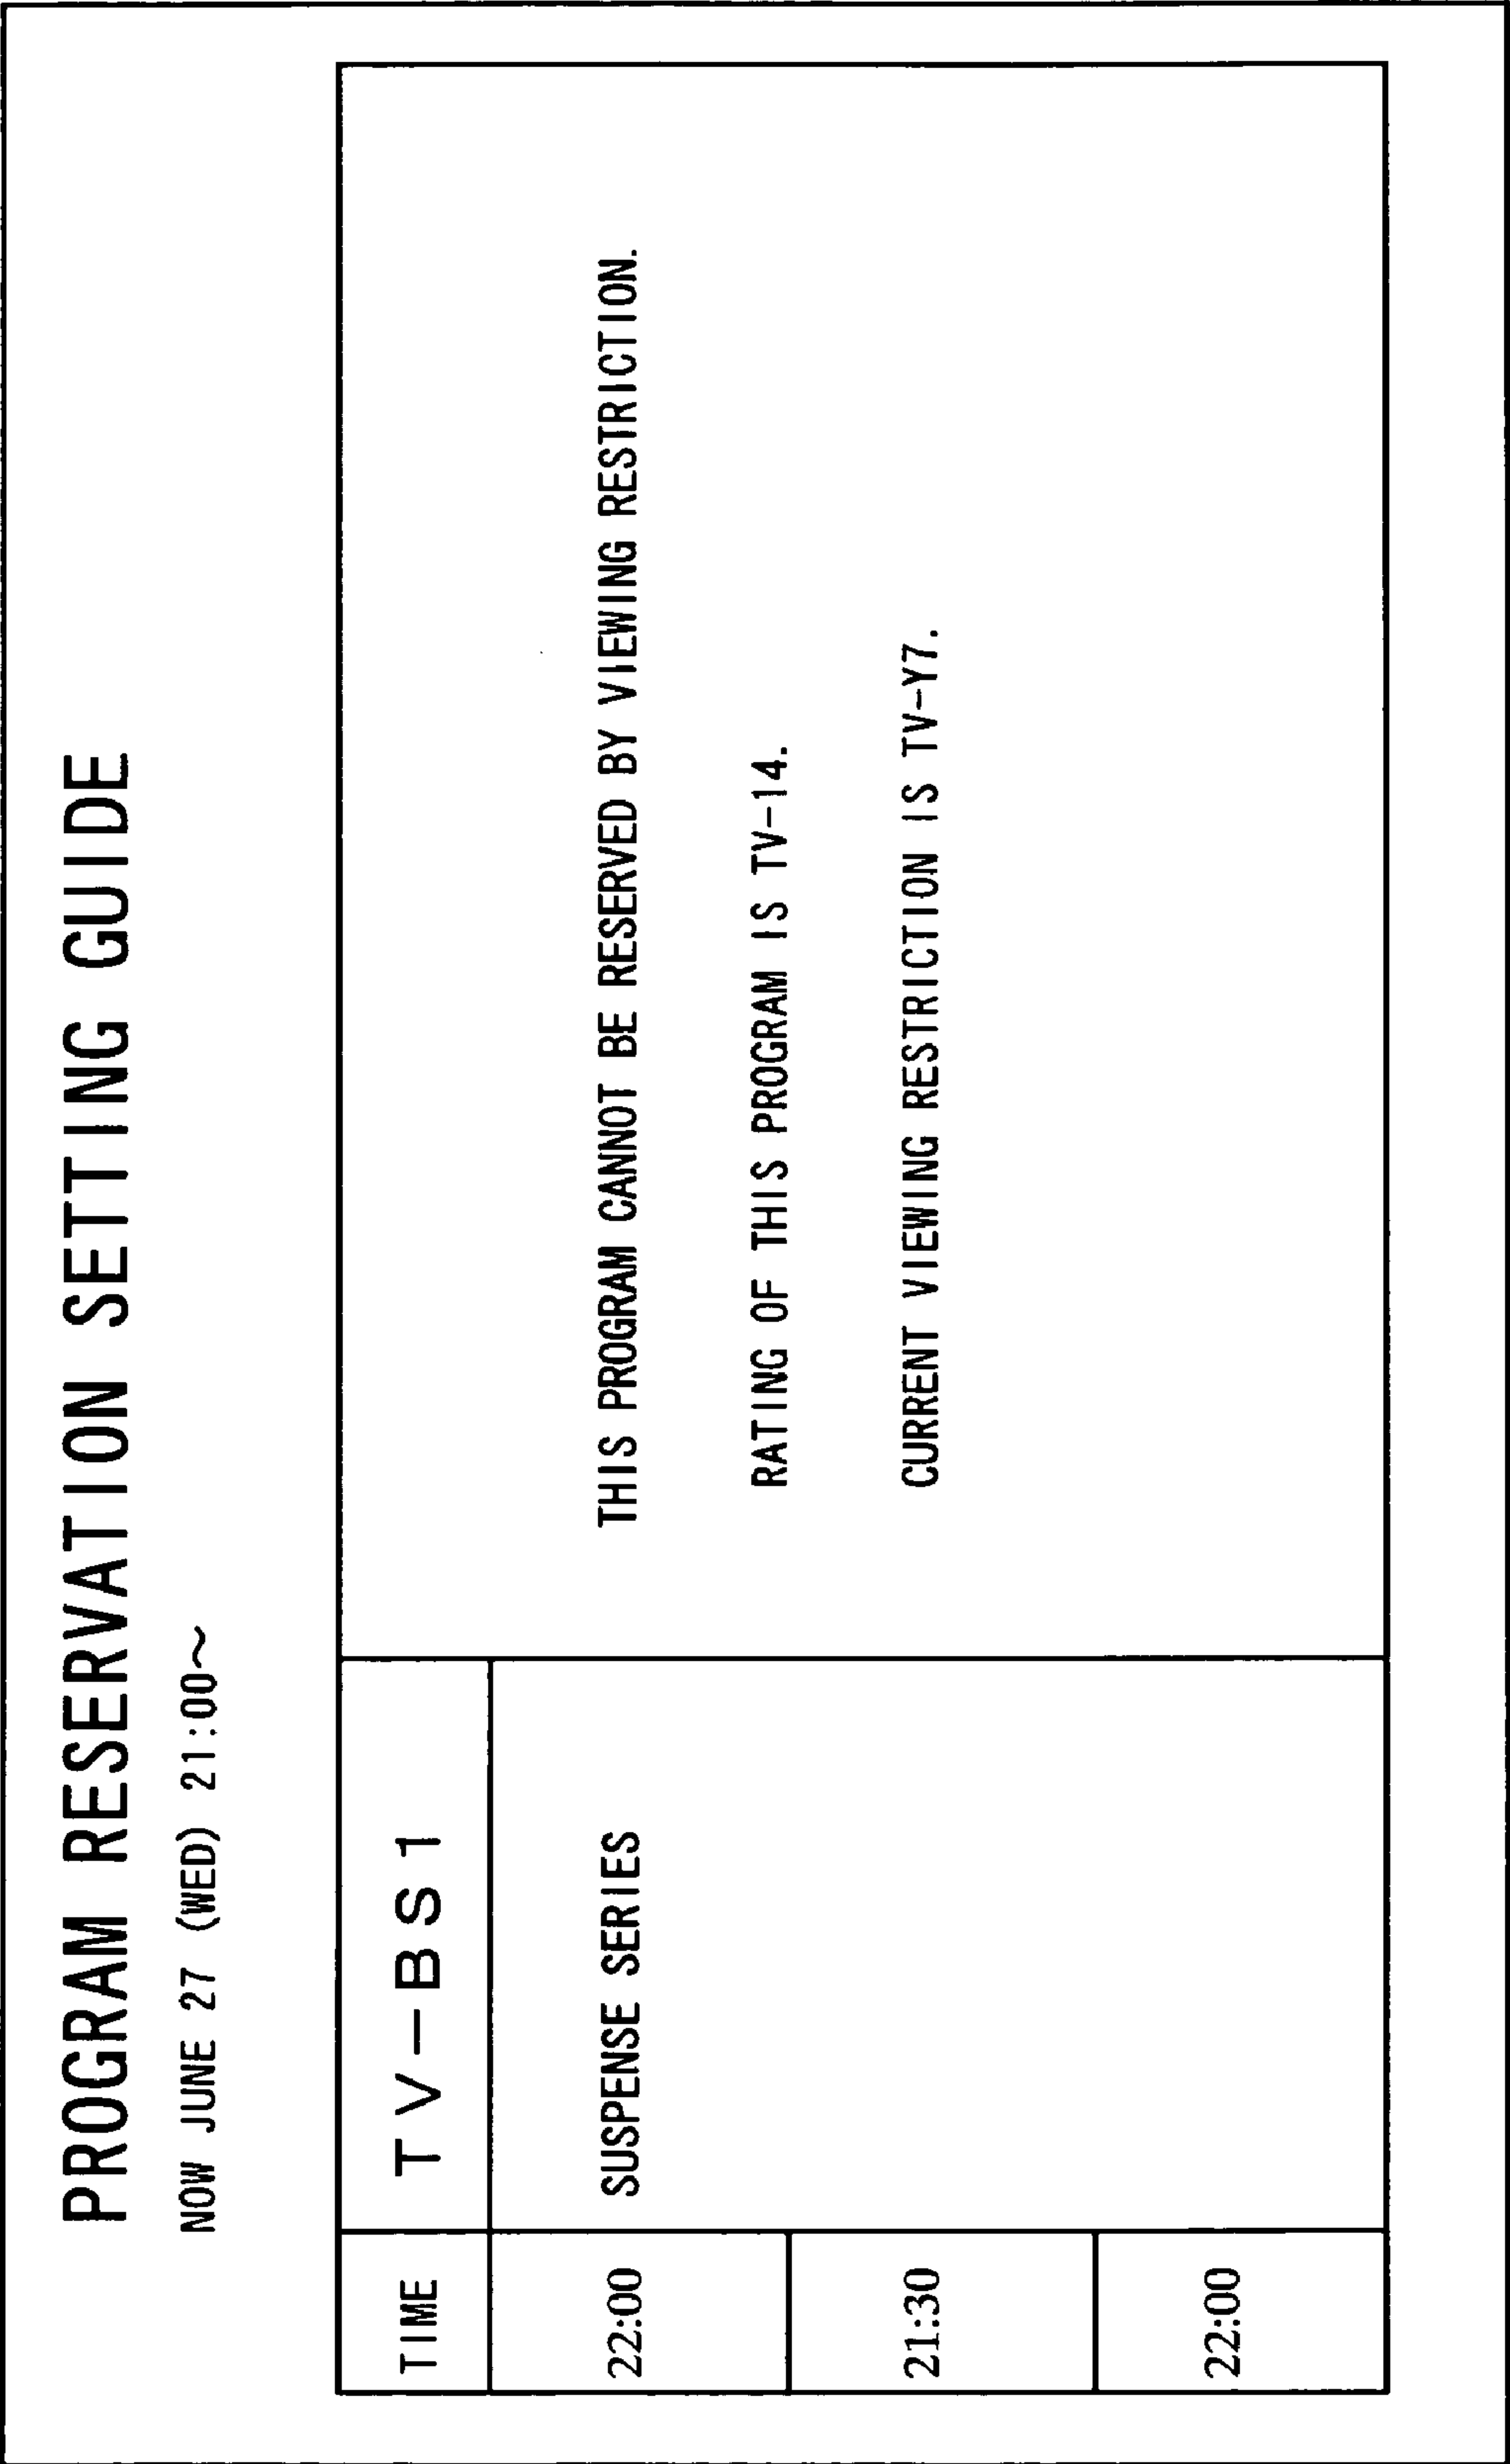 PROGRAM RESERVATION SETTING GUIDE
NOW JUNE 27 (WED) 21:00~
TIME
TV-BS1
22:00
SUSPENSE SERIES
21:30
22:00
THIS PROGRAM CANNOT BE RESERVED BY VIEWING RESTRICTION.
RATING OF THIS PROGRAM IS TV-14.
CURRENT VIEWING RESTRICTION IS TV-Y7.